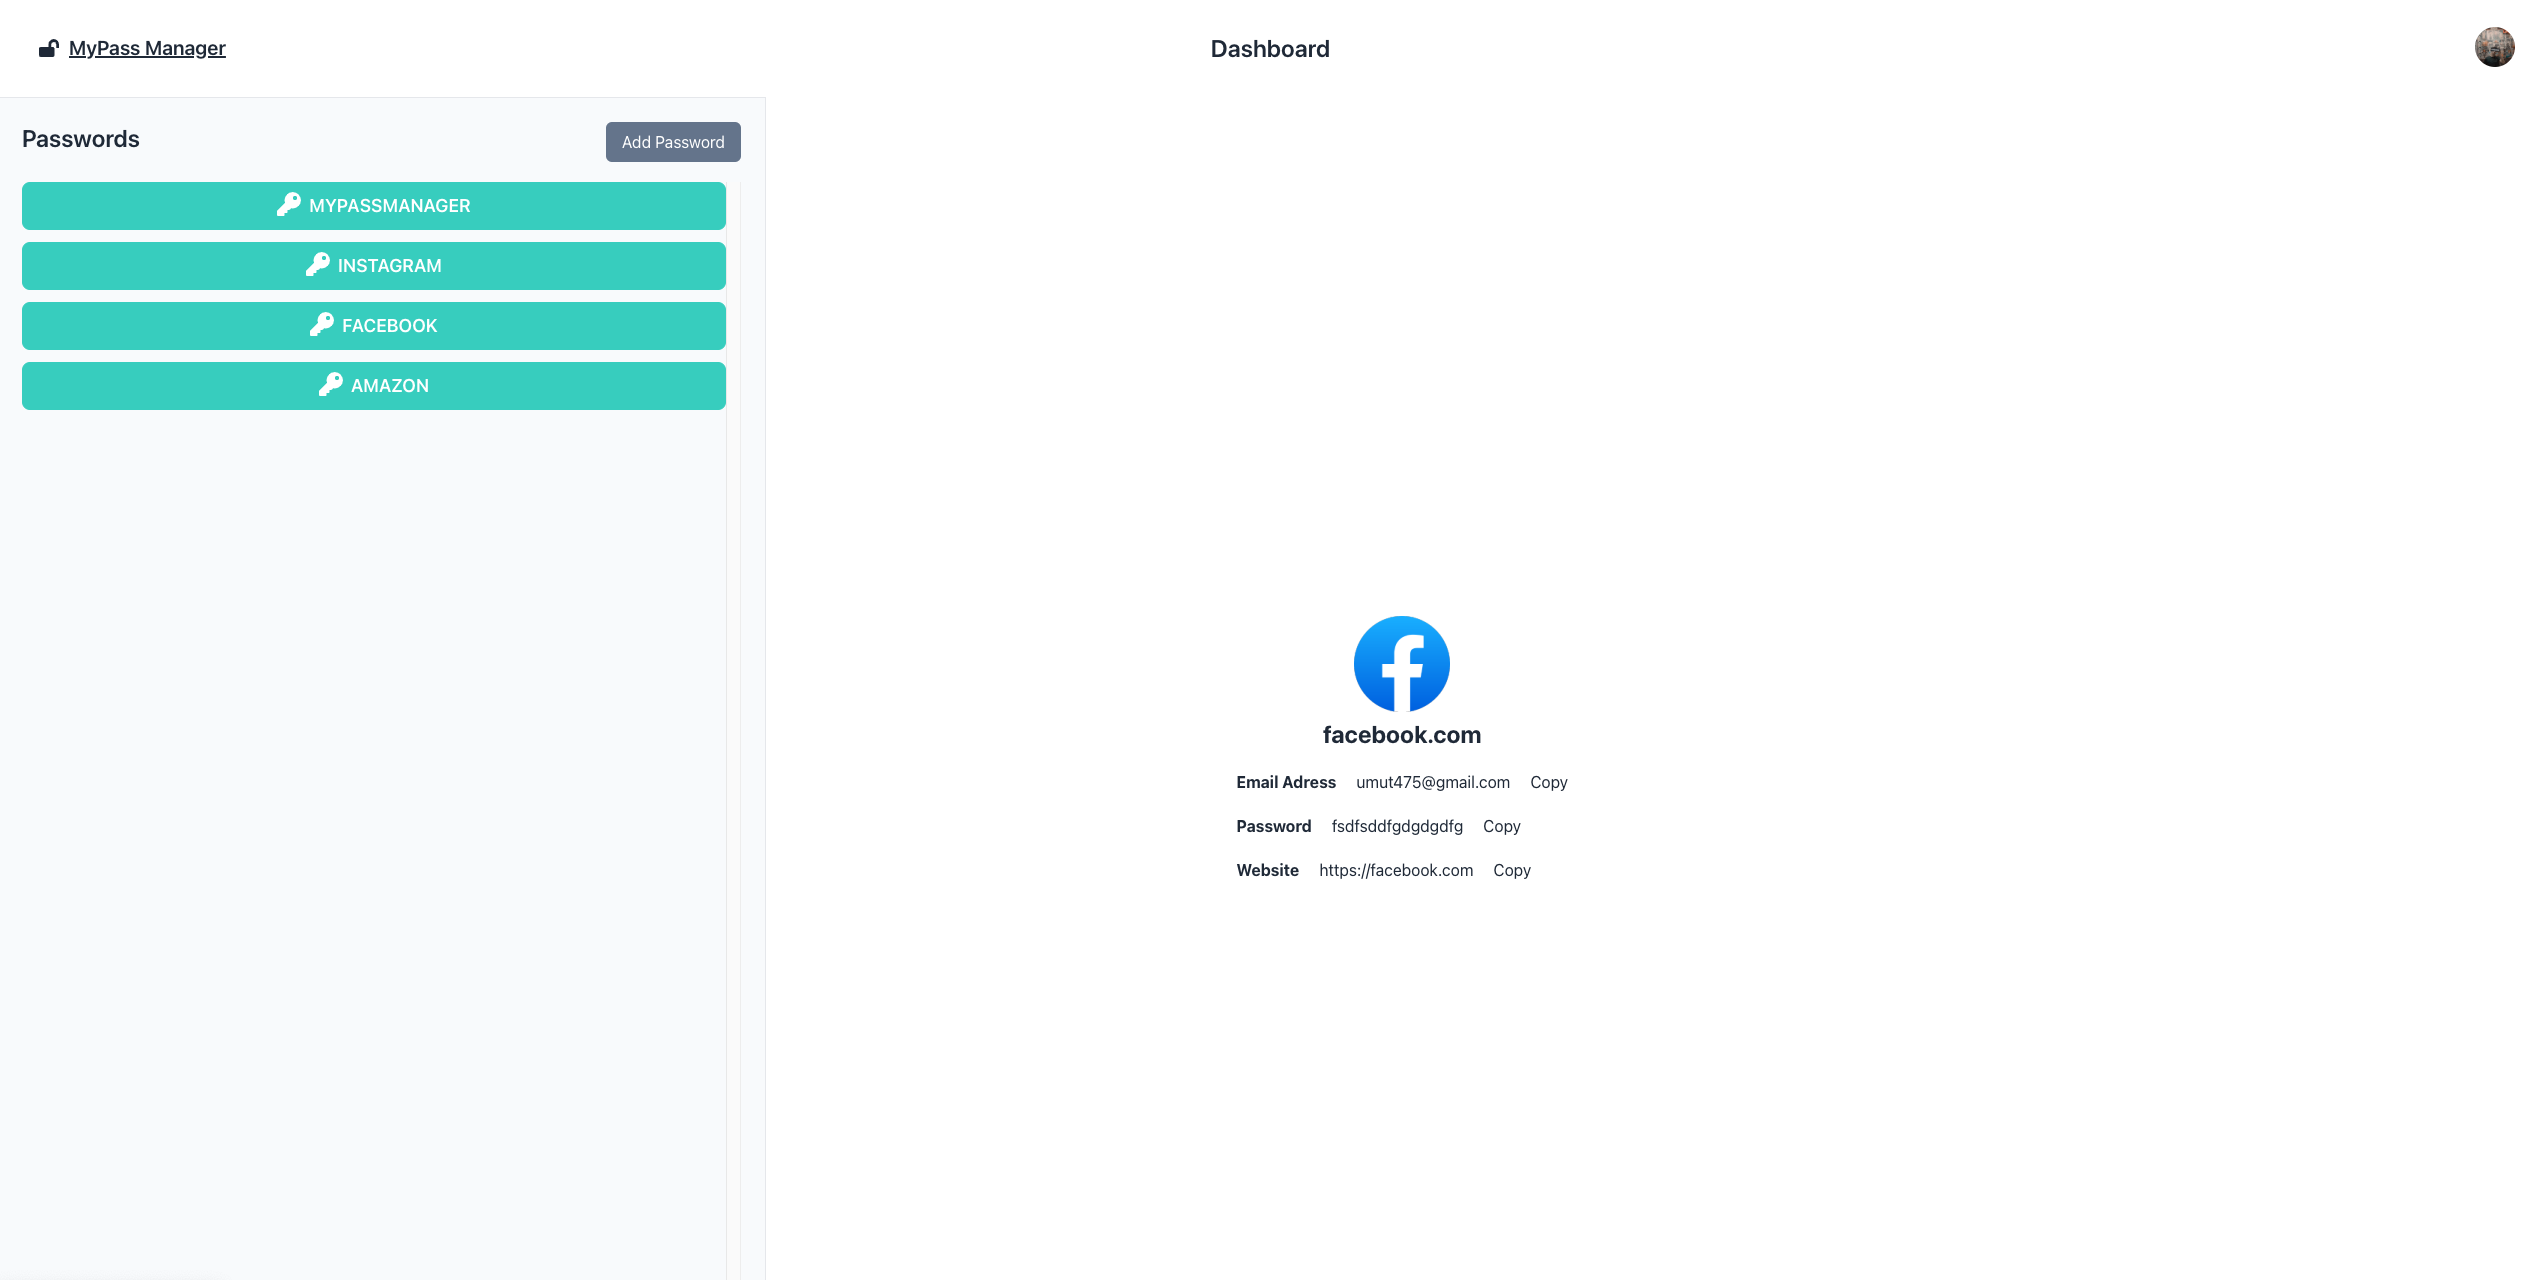 MyPass Manager
Dashboard
Passwords
Add Password
MYPASSMANAGER
INSTAGRAM
FACEBOOK
AMAZON
facebook.com
Email Adress umut475@gmail.com Copy
Password fsdfsddfgdgdgdfg Copy
Website https://facebook.com Copy